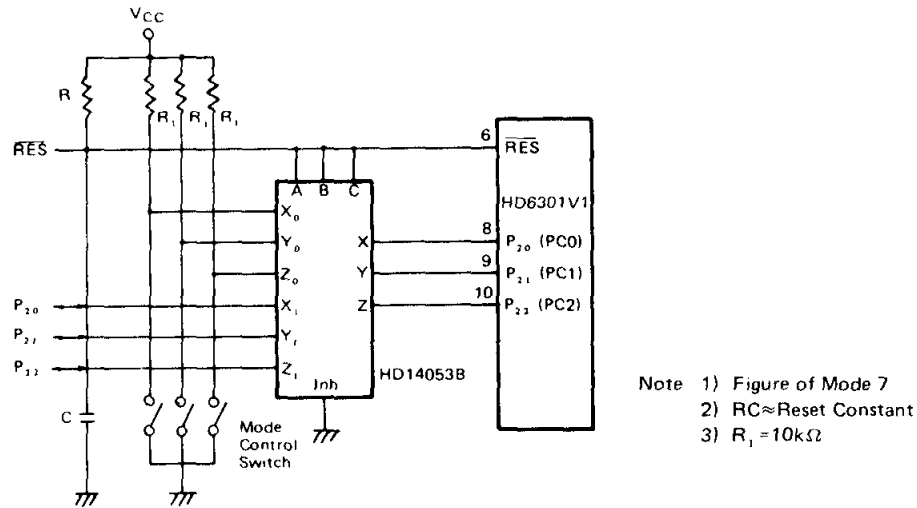 VCC
R
R1 R1 R1
RES
6
RES
A B C
HD6301V1
X0
Y0
Z0
X
Y
Z
8
9
10
P20 (PC0)
P21 (PC1)
P22 (PC2)
P20
P21
P22
X1
Y1
Z1
Inh
HD14053B
C
Mode
Control
Switch
Note 1) Figure of Mode 7
2) RC≈Reset Constant
3) R1=10kΩ